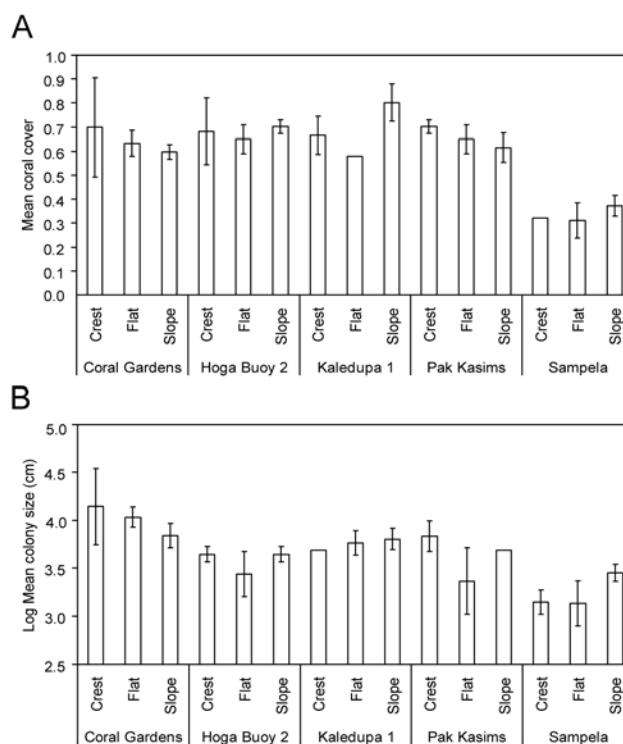 A
Mean coral cover
1.0
0.9
0.8
0.7
0.6
0.5
0.4
0.3
0.2
0.1
0.0
Crest Flat Slope Crest Flat Slope Crest Flat Slope Crest Flat Slope Crest Flat Slope
Coral Gardens Hoga Buoy 2 Kaledupa 1 Pak Kasims Sampela
B
Log Mean colony size (cm)
5.0
4.5
4.0
3.5
3.0
2.5
Crest Flat Slope Crest Flat Slope Crest Flat Slope Crest Flat Slope Crest Flat Slope
Coral Gardens Hoga Buoy 2 Kaledupa 1 Pak Kasims Sampela